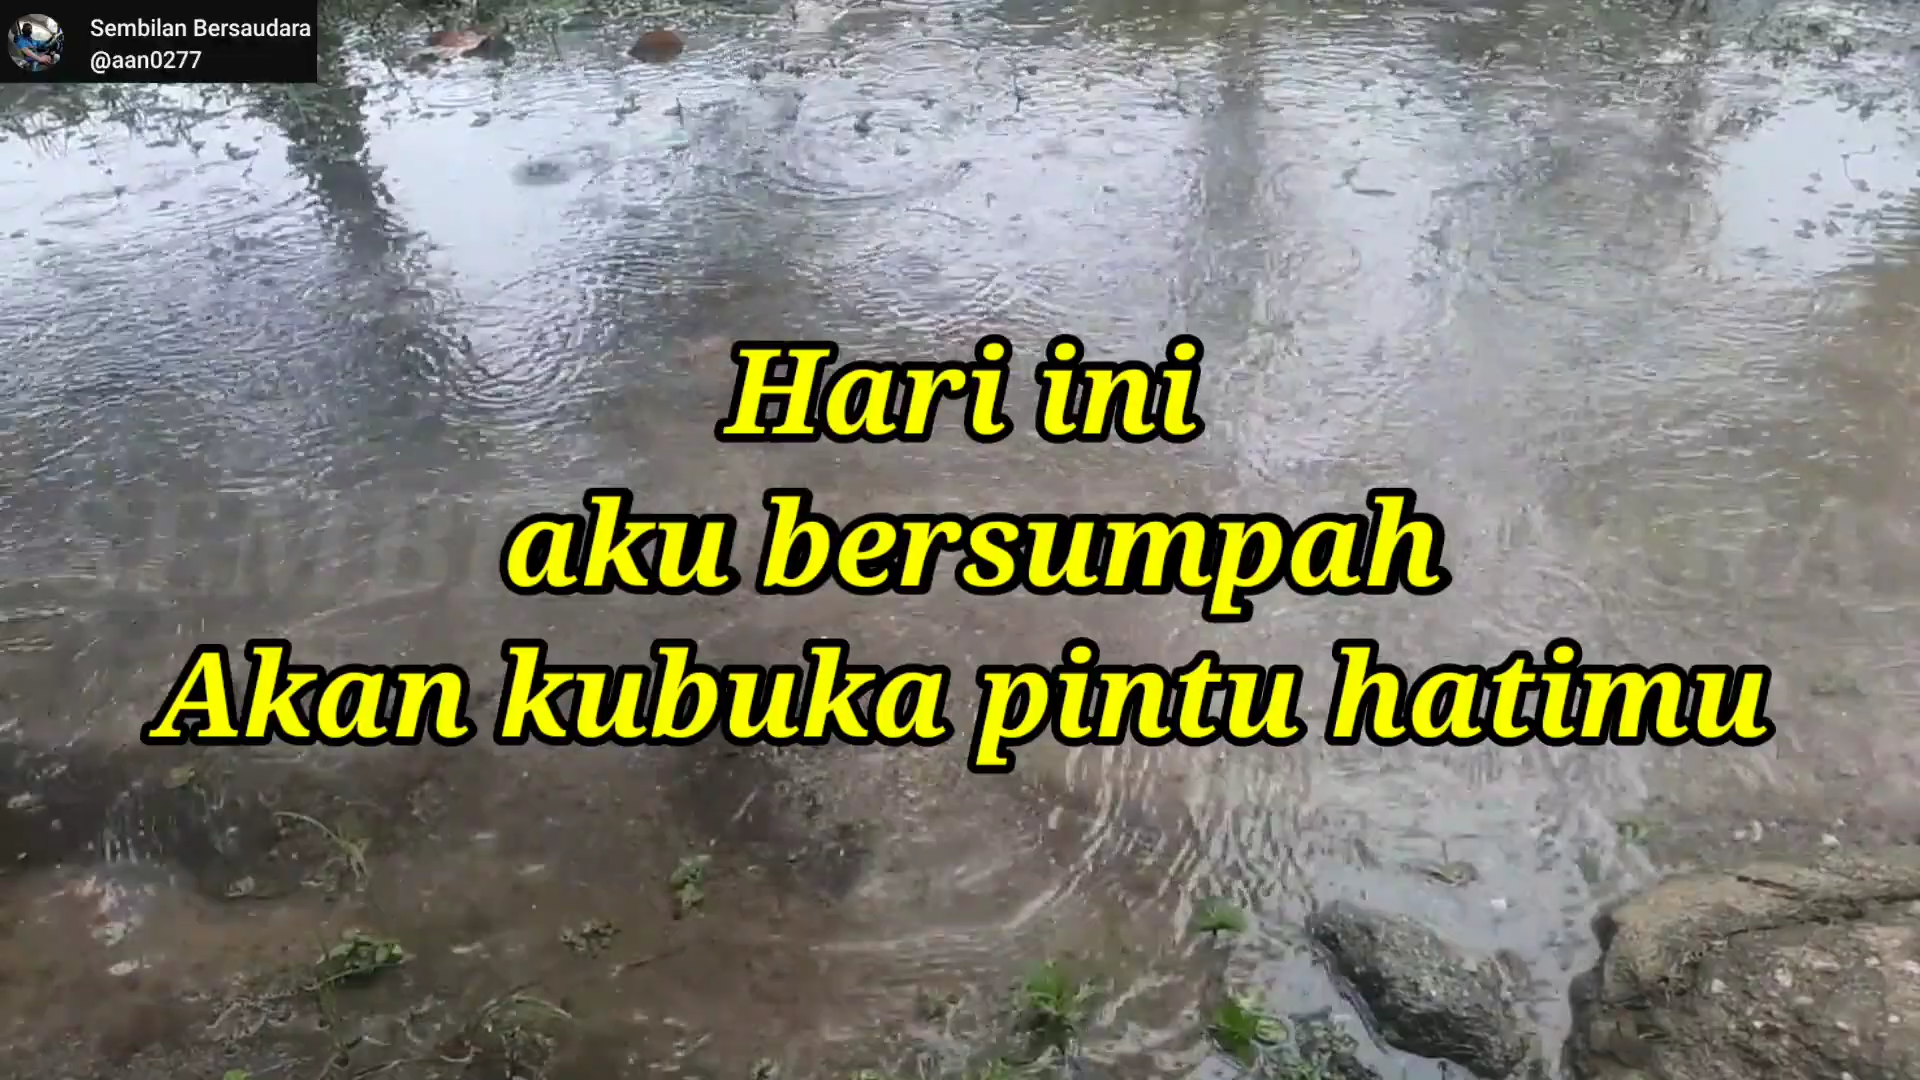 Sembilan Bersaudara
@aan0277
Hari ini
aku bersumpah
Akan kubuka pintu hatimu